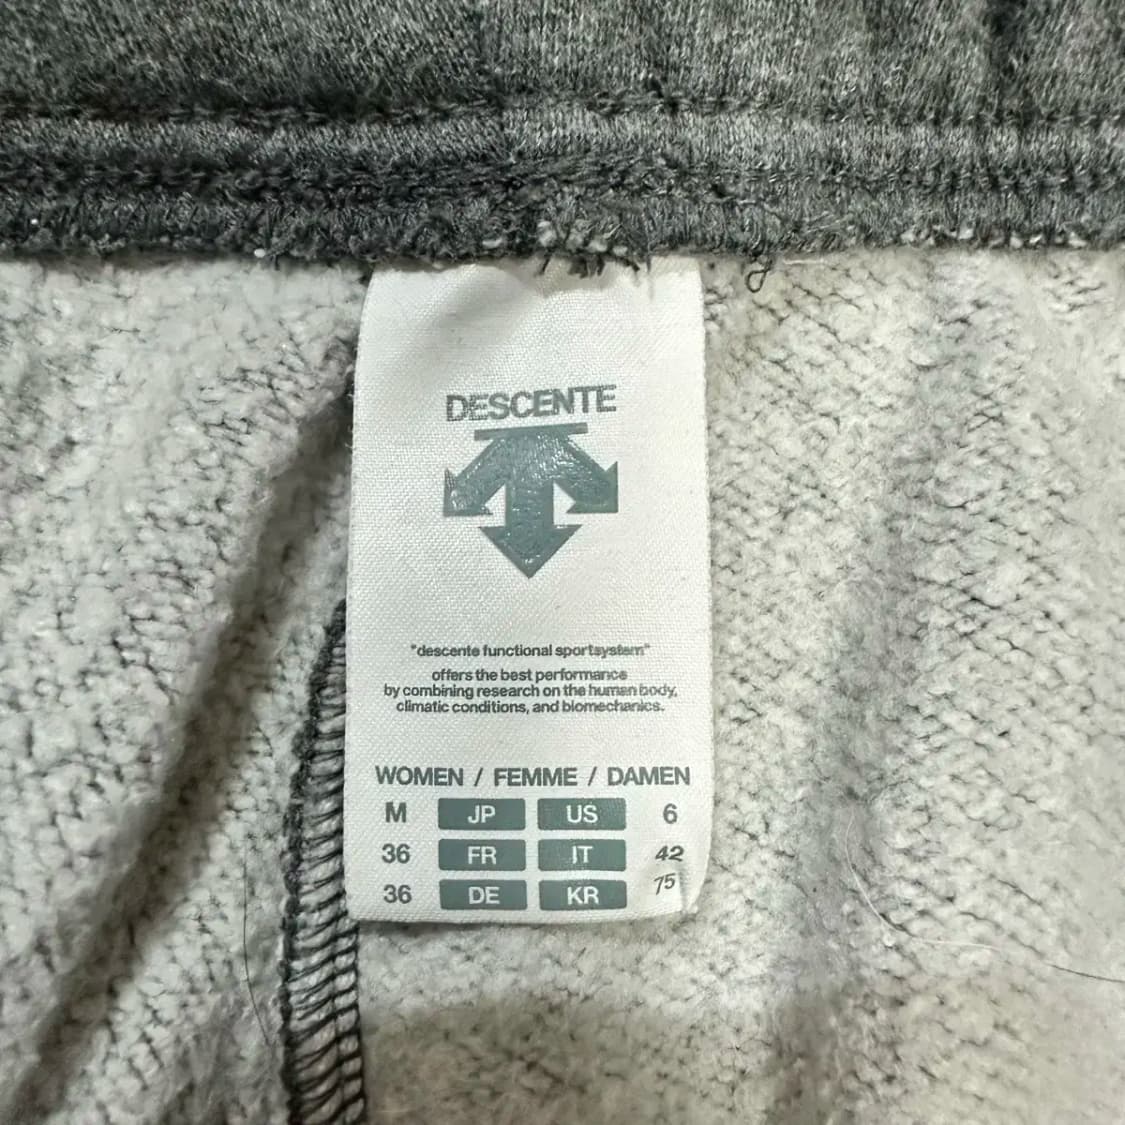 DESCENTE
"descente functional sportsystem"
offers the best performance
by combining research on the human body,
climatic conditions, and biomechanics.
WOMEN / FEMME / DAMEN
M JP US 6
36 FR IT 42
36 DE KR 75